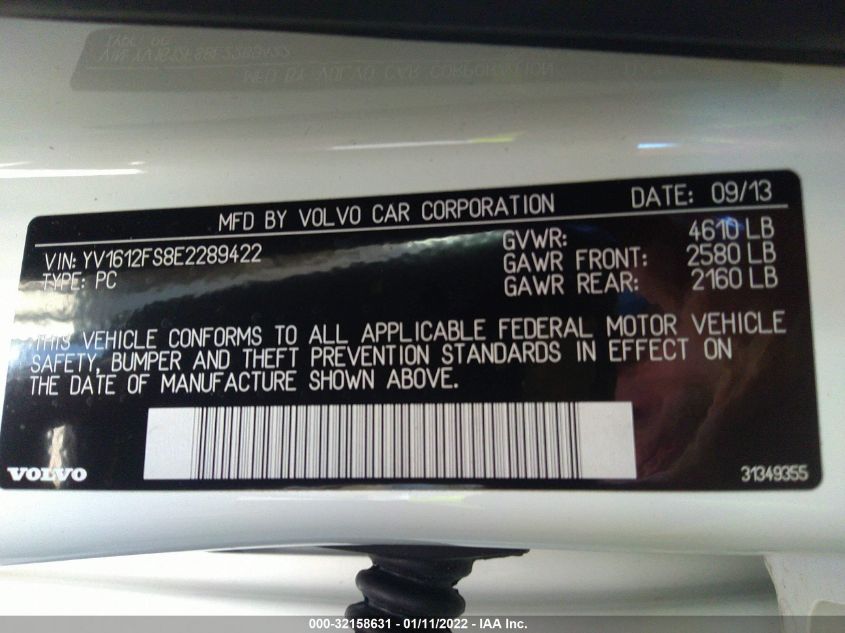 MFD BY VOLVO CAR CORPORATION DATE: 09/13
VIN: YV1612FS8E2289422 GVWR: 4610 LB
TYPE: PC GAWR FRONT: 2580 LB
GAWR REAR: 2160 LB
THIS VEHICLE CONFORMS TO ALL APPLICABLE FEDERAL MOTOR VEHICLE
SAFETY, BUMPER AND THEFT PREVENTION STANDARDS IN EFFECT ON
THE DATE OF MANUFACTURE SHOWN ABOVE.
VOLVO 31349355
000-32158631 - 01/11/2022 - IAA Inc.